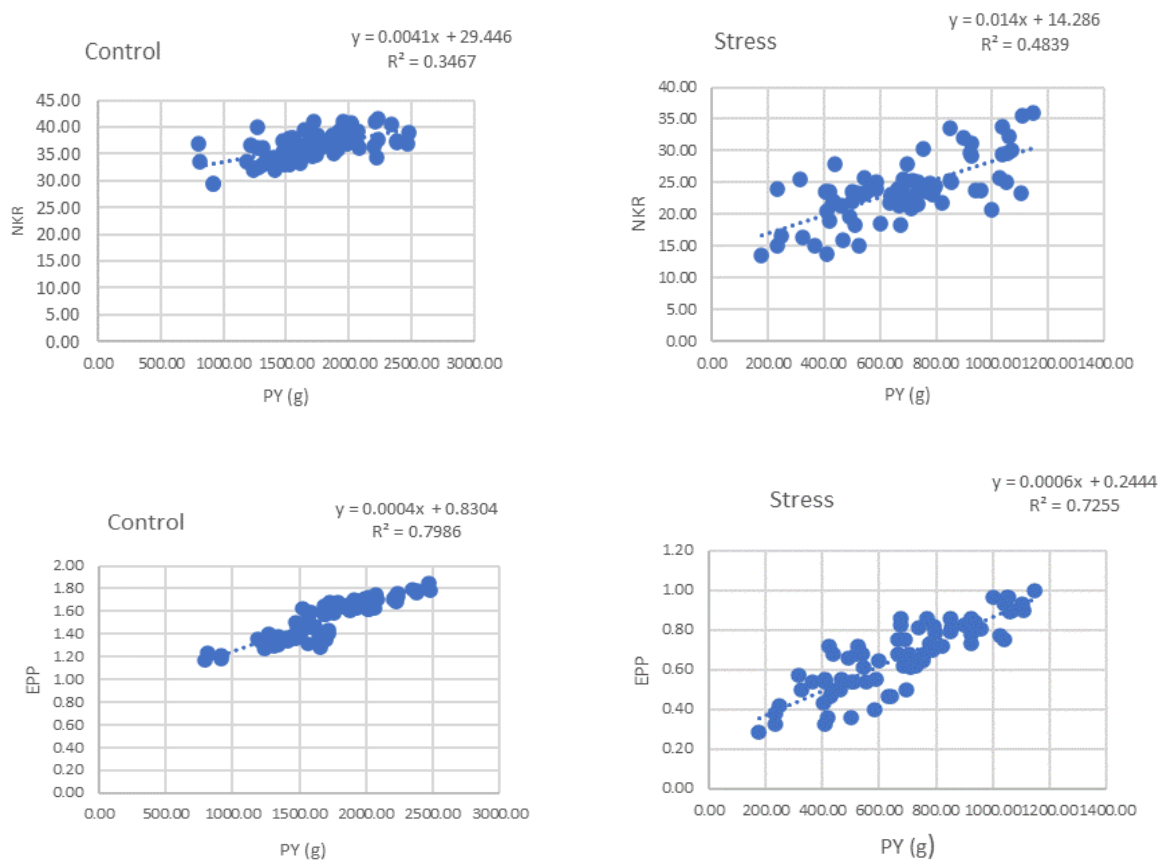 Control
y = 0.0041x + 29.446
R² = 0.3467
45.00
40.00
35.00
30.00
25.00
20.00
15.00
10.00
5.00
0.00
NKR
0.00 500.00 1000.00 1500.00 2000.00 2500.00 3000.00
PY (g)
Stress
y = 0.014x + 14.286
R² = 0.4839
40.00
35.00
30.00
25.00
20.00
15.00
10.00
5.00
0.00
NKR
0.00 200.00 400.00 600.00 800.00 1000.001200.001400.00
PY (g)
Control
y = 0.0004x + 0.8304
R² = 0.7986
2.00
1.80
1.60
1.40
1.20
1.00
0.80
0.60
0.40
0.20
0.00
EPP
0.00 500.00 1000.00 1500.00 2000.00 2500.00 3000.00
PY (g)
Stress
y = 0.0006x + 0.2444
R² = 0.7255
1.20
1.00
0.80
0.60
0.40
0.20
0.00
EPP
0.00 200.00 400.00 600.00 800.00 1000.001200.001400.00
PY (g)